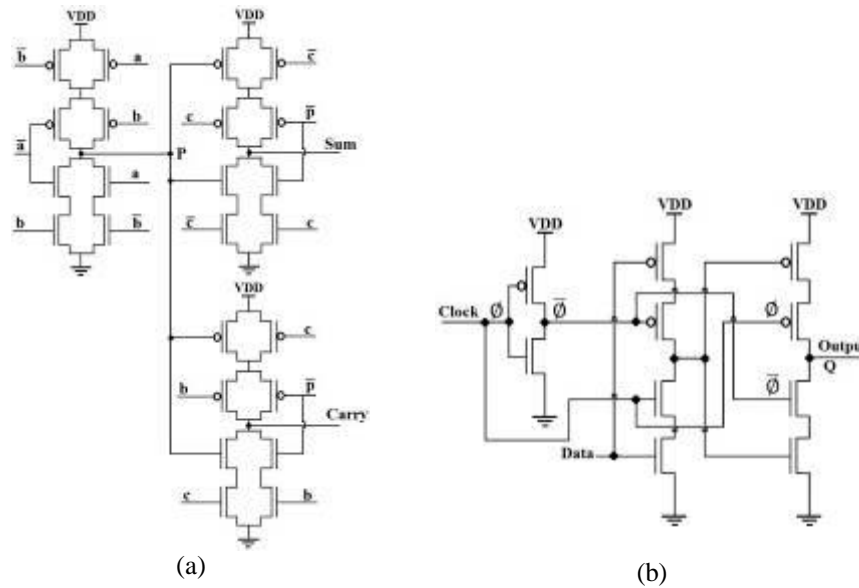 VDD
VDD
b̅
a
c̅
b
c
p̅
a̅
P
Sum
a
b
b̅
c̅
c
VDD
c
b
p̅
Carry
c
b
(a)
VDD
VDD
VDD
Clock
Ø
Ø̅
Ø
Output
Q
Ø̅
Data
(b)